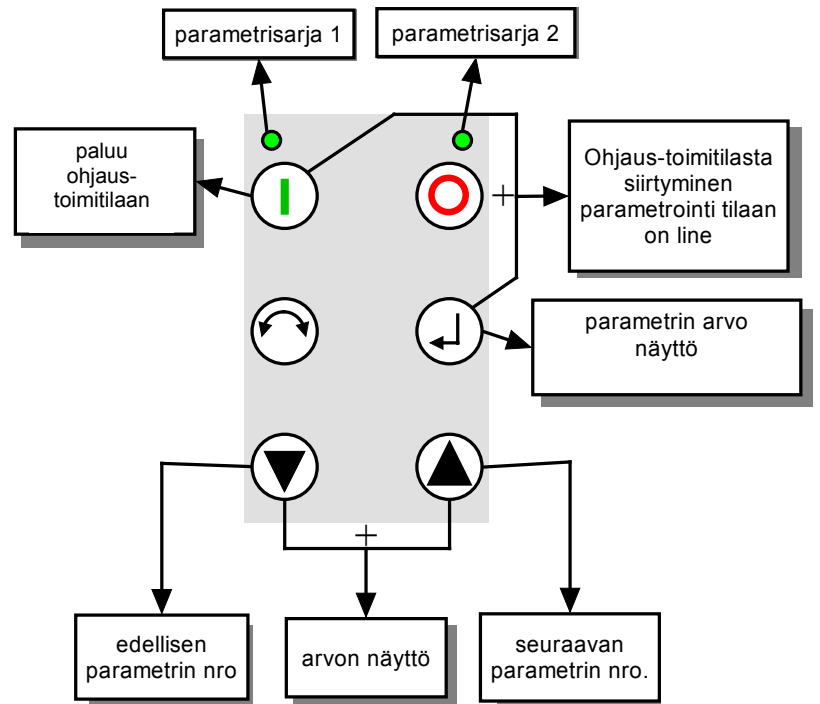 parametrisarja 1
parametrisarja 2
paluu
ohjaus-
toimitilaan
Ohjaus-toimitilasta
siirtyminen
parametrointi tilaan
on line
+
parametrin arvo
näyttö
+
edellisen
parametrin nro
arvon näyttö
seuraavan
parametrin nro.